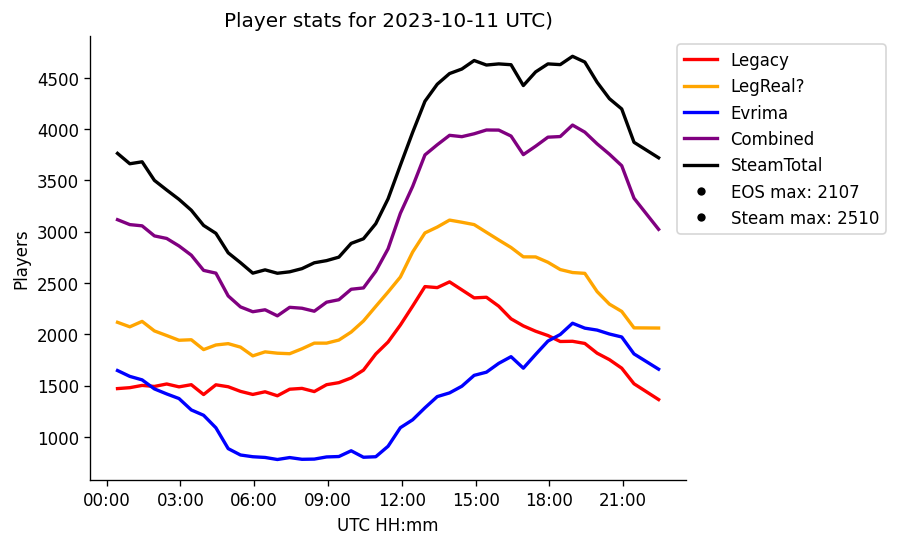 Player stats for 2023-10-11 UTC)
Legacy
LegReal?
Evrima
Combined
SteamTotal
EOS max: 2107
Steam max: 2510
Players
4500
4000
3500
3000
2500
2000
1500
1000
00:00 03:00 06:00 09:00 12:00 15:00 18:00 21:00
UTC HH:mm